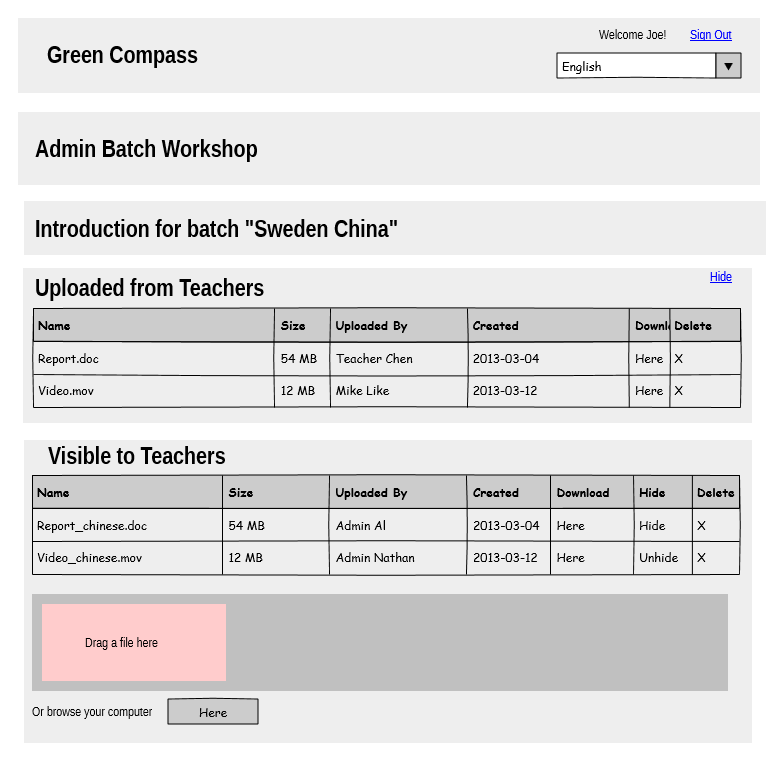 Welcome Joe! Sign Out
Green Compass
English
Admin Batch Workshop
Introduction for batch "Sweden China"
Hide
Uploaded from Teachers
Name Size Uploaded By Created Downl Delete
Report.doc 54 MB Teacher Chen 2013-03-04 Here X
Video.mov 12 MB Mike Like 2013-03-12 Here X
Visible to Teachers
Name Size Uploaded By Created Download Hide Delete
Report_chinese.doc 54 MB Admin Al 2013-03-04 Here Hide X
Video_chinese.mov 12 MB Admin Nathan 2013-03-12 Here Unhide X
Drag a file here
Or browse your computer Here